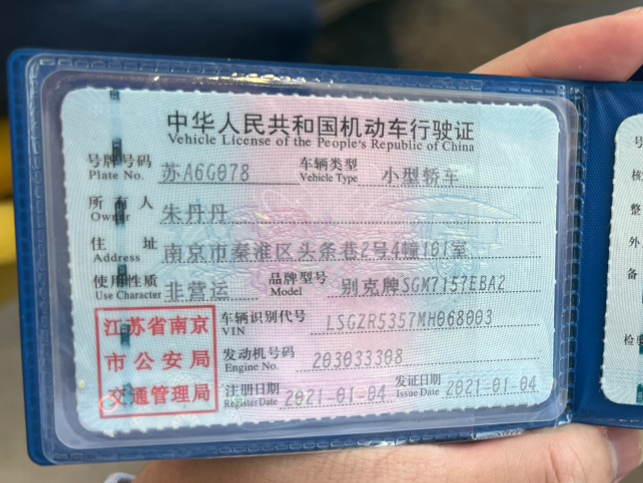 中华人民共和国机动车行驶证
Vehicle License of the People's Republic of China
号牌号码 Plate No. 苏A6G078 车辆类型 Vehicle Type 小型轿车
所有人 Owner 朱丹丹
住址 Address 南京市秦淮区头条巷2号4幢101室
使用性质 Use Character 非营运 品牌型号 Model 别克牌SGM7157EBA2
江苏省南京
市公安局
交通管理局
车辆识别代号 VIN LSGZR5357MH068003
发动机号码 Engine No. 203033308
注册日期 Register Date 2021-01-04 发证日期 Issue Date 2021-01-04
号
核
整
外
备
检